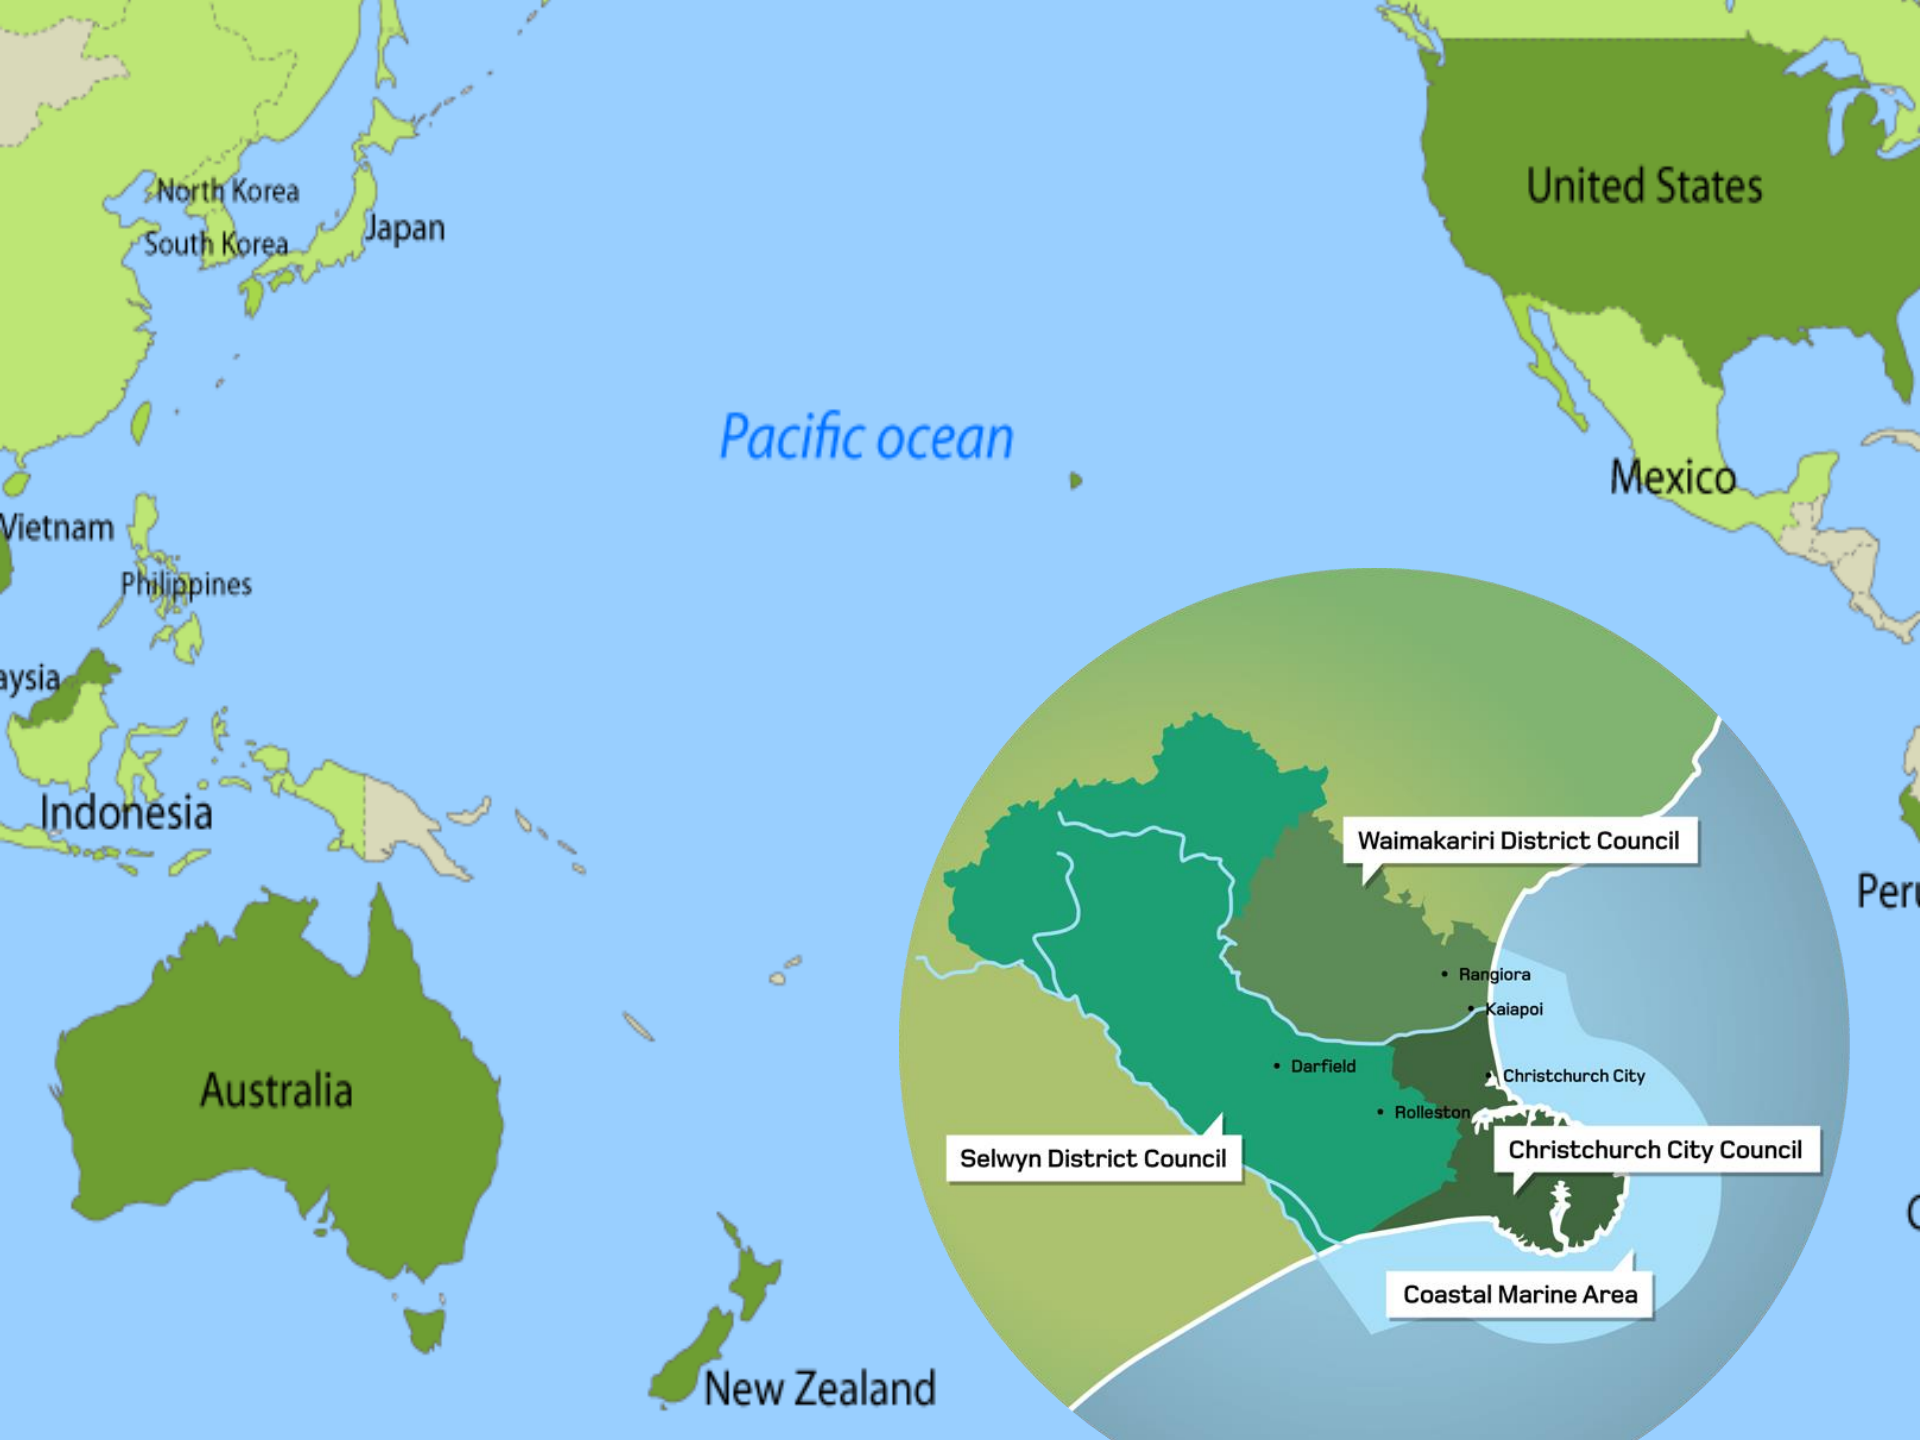 North Korea
South Korea
Japan
United States
Pacific ocean
Mexico
Vietnam
Philippines
aysia
Indonesia
Waimakariri District Council
Peru
Rangiora
Kaiapoi
Australia
Darfield
Christchurch City
Rolleston
Selwyn District Council
Christchurch City Council
Coastal Marine Area
New Zealand